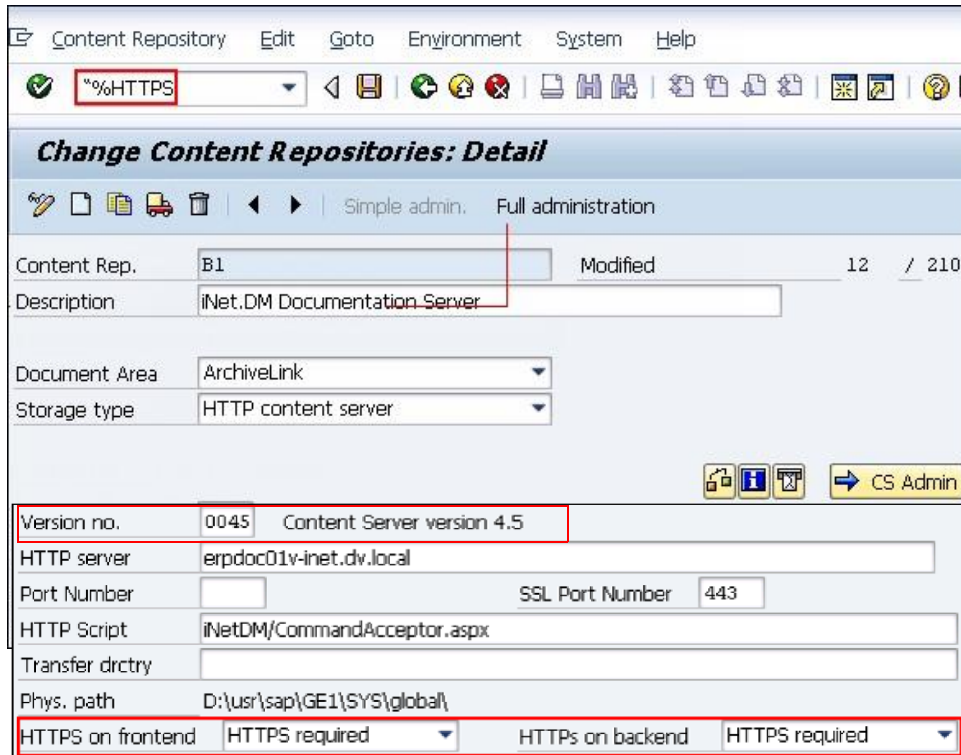 Content Repository Edit Goto Environment System Help
"%HTTPS
Change Content Repositories: Detail
Simple admin. Full administration
Content Rep. B1 Modified 12 / 210
Description iNet.DM Documentation Server
Document Area ArchiveLink
Storage type HTTP content server
CS Admin
Version no. 0045 Content Server version 4.5
HTTP server erpdoc01v-inet.dv.local
Port Number SSL Port Number 443
HTTP Script iNetDM/CommandAcceptor.aspx
Transfer drctry
Phys. path D:\usr\sap\GE1\SYS\global\
HTTPS on frontend HTTPS required HTTPs on backend HTTPS required